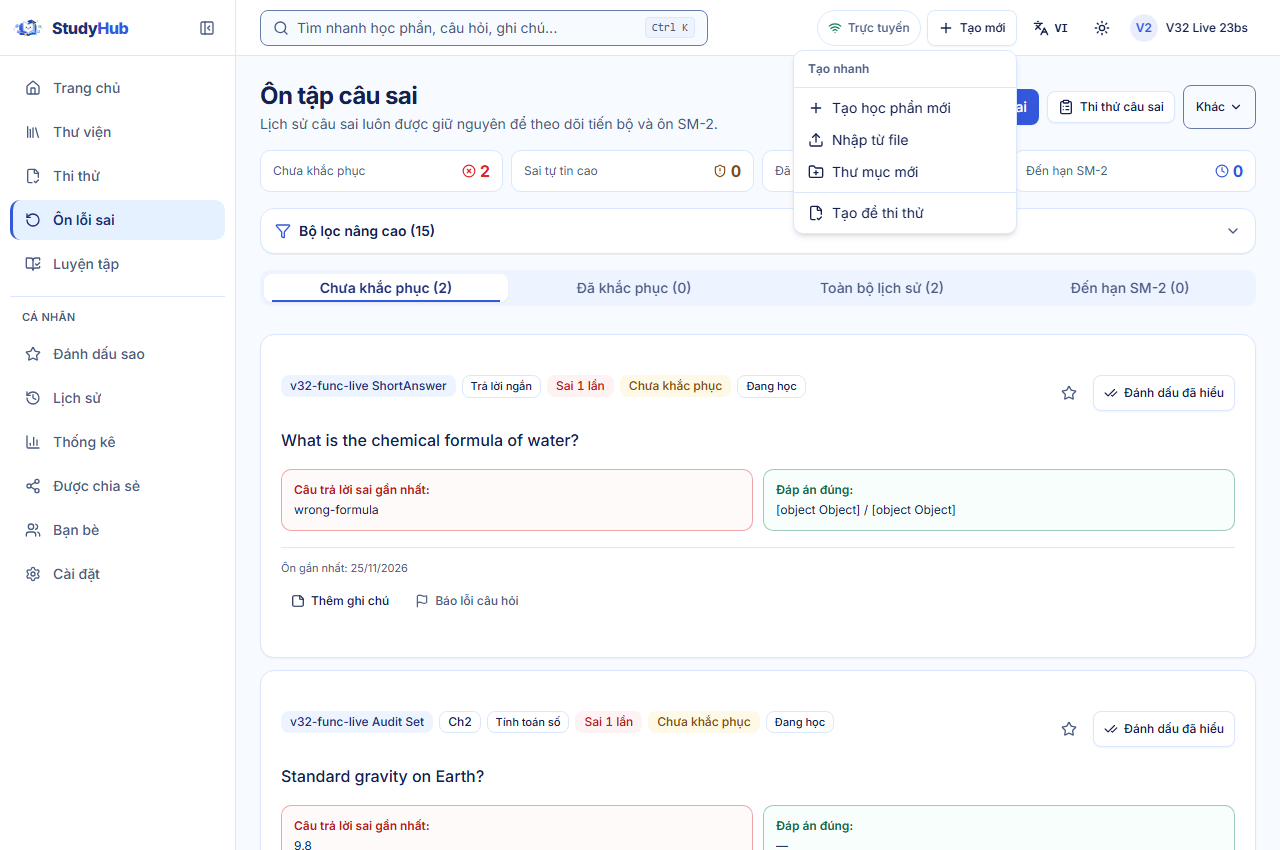 StudyHub
Tìm nhanh học phần, câu hỏi, ghi chú...
Ctrl K
Trực tuyến
Tạo mới
VI
V2
V32 Live 23bs
Trang chủ
Thư viện
Thi thử
Ôn lỗi sai
Luyện tập
CÁ NHÂN
Đánh dấu sao
Lịch sử
Thống kê
Được chia sẻ
Bạn bè
Cài đặt
Tạo nhanh
Tạo học phần mới
Nhập từ file
Thư mục mới
Tạo đề thi thử
Ôn tập câu sai
Lịch sử câu sai luôn được giữ nguyên để theo dõi tiến bộ và ôn SM-2.
ai
Thi thử câu sai
Khác
Chưa khắc phục
2
Sai tự tin cao
0
Đã
Đến hạn SM-2
0
Bộ lọc nâng cao (15)
Chưa khắc phục (2)
Đã khắc phục (0)
Toàn bộ lịch sử (2)
Đến hạn SM-2 (0)
v32-func-live ShortAnswer
Trả lời ngắn
Sai 1 lần
Chưa khắc phục
Đang học
Đánh dấu đã hiểu
What is the chemical formula of water?
Câu trả lời sai gần nhất:
wrong-formula
Đáp án đúng:
[object Object] / [object Object]
Ôn gần nhất: 25/11/2026
Thêm ghi chú
Báo lỗi câu hỏi
v32-func-live Audit Set
Ch2
Tính toán số
Sai 1 lần
Chưa khắc phục
Đang học
Đánh dấu đã hiểu
Standard gravity on Earth?
Câu trả lời sai gần nhất:
9.8
Đáp án đúng:
—